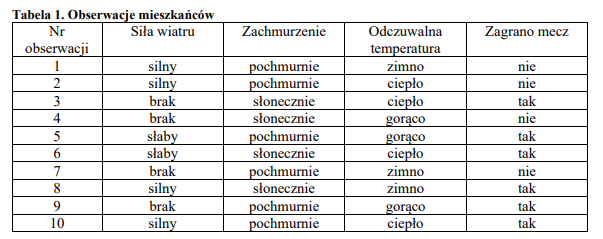 Tabela 1. Obserwacje mieszkańców
Nr obserwacji Siła wiatru Zachmurzenie Odczuwalna temperatura Zagrano mecz
1 silny pochmurnie zimno nie
2 silny pochmurnie ciepło nie
3 brak słonecznie ciepło tak
4 brak słonecznie gorąco nie
5 słaby pochmurnie gorąco tak
6 słaby słonecznie ciepło tak
7 brak pochmurnie zimno nie
8 silny słonecznie zimno tak
9 brak pochmurnie gorąco tak
10 silny pochmurnie ciepło tak